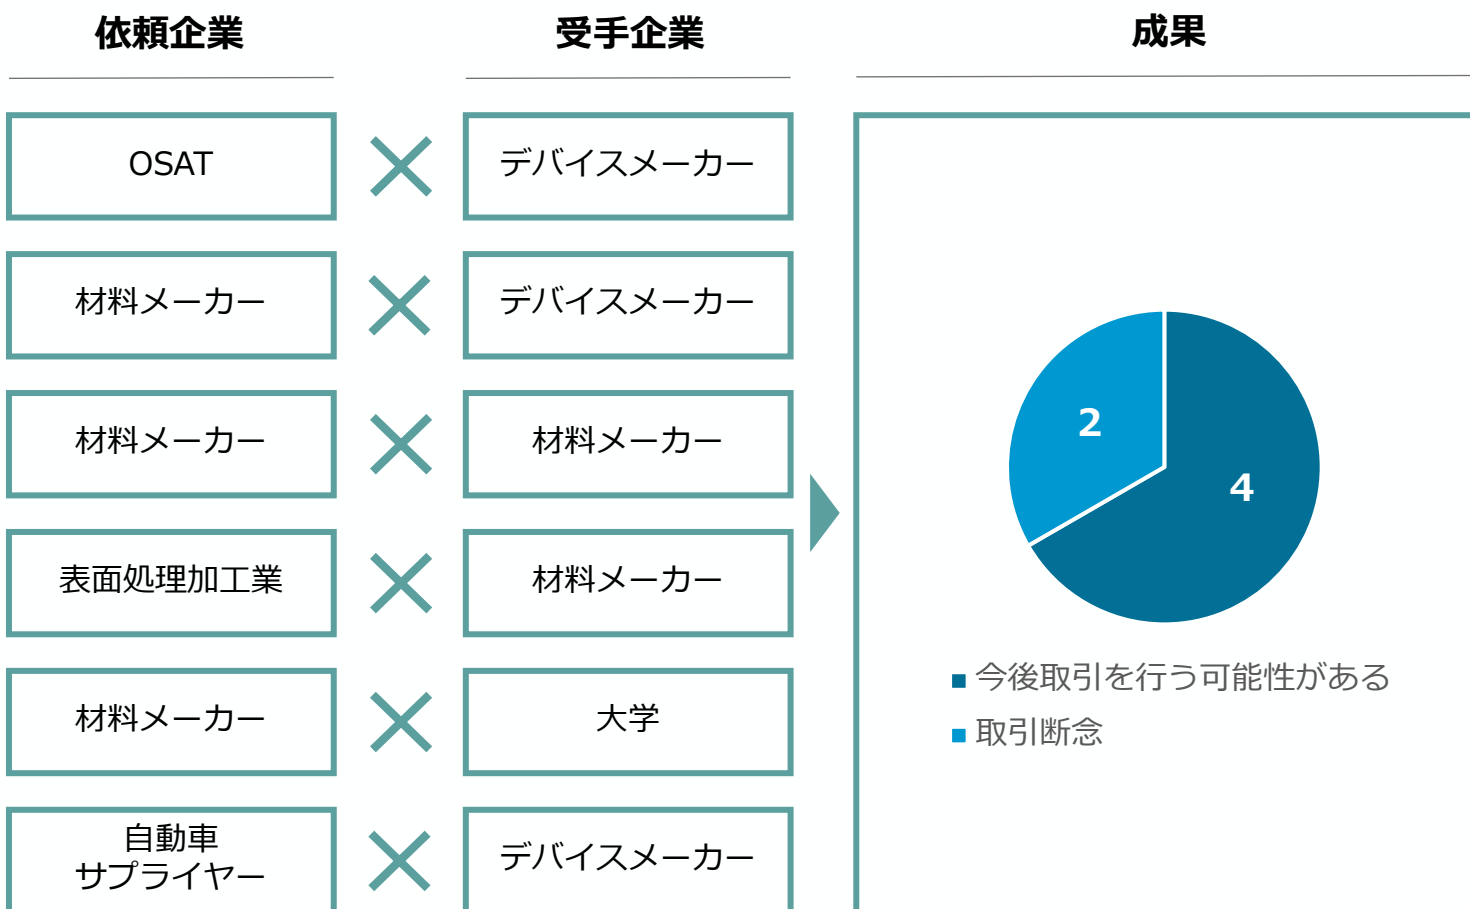 依頼企業
受手企業
成果
OSAT
デバイスメーカー
材料メーカー
デバイスメーカー
材料メーカー
材料メーカー
表面処理加工業
材料メーカー
材料メーカー
大学
自動車
サプライヤー
デバイスメーカー
2
4
今後取引を行う可能性がある
取引断念